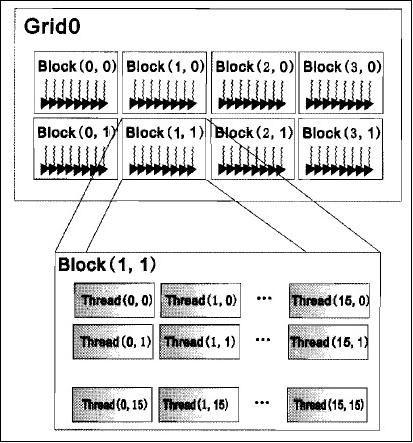 Grid0
Block(0, 0) Block(1, 0) Block(2, 0) Block(3, 0)
Block(0, 1) Block(1, 1) Block(2, 1) Block(3, 1)
Block(1, 1)
Thread(0, 0) Thread(1, 0) ... Thread(15, 0)
Thread(0, 1) Thread(1, 1) ... Thread(15, 1)
Thread(0, 15) Thread(1, 15) ... Thread(15, 15)